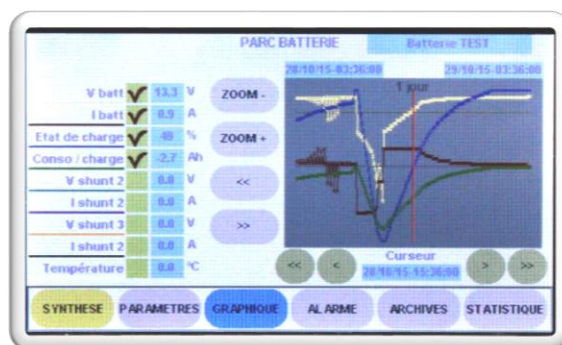 PARC BATTERIE Batterie TEST
28/10/15-03:36:00 29/10/15-03:36:00
1 jour
V batt 13.3 V
I batt 0.9 A
Etat de charge 49 %
Conso / charge -2.7 Ah
V shunt 2 0.0 V
I shunt 2 0.0 A
V shunt 3 0.0 V
I shunt 2 0.0 A
Température 0.0 °C
ZOOM -
ZOOM +
<<
>>
<< < Curseur > >>
28/10/15-15:36:00
SYNTHESE PARAMETRES GRAPHIQUE ALARME ARCHIVES STATISTIQUE